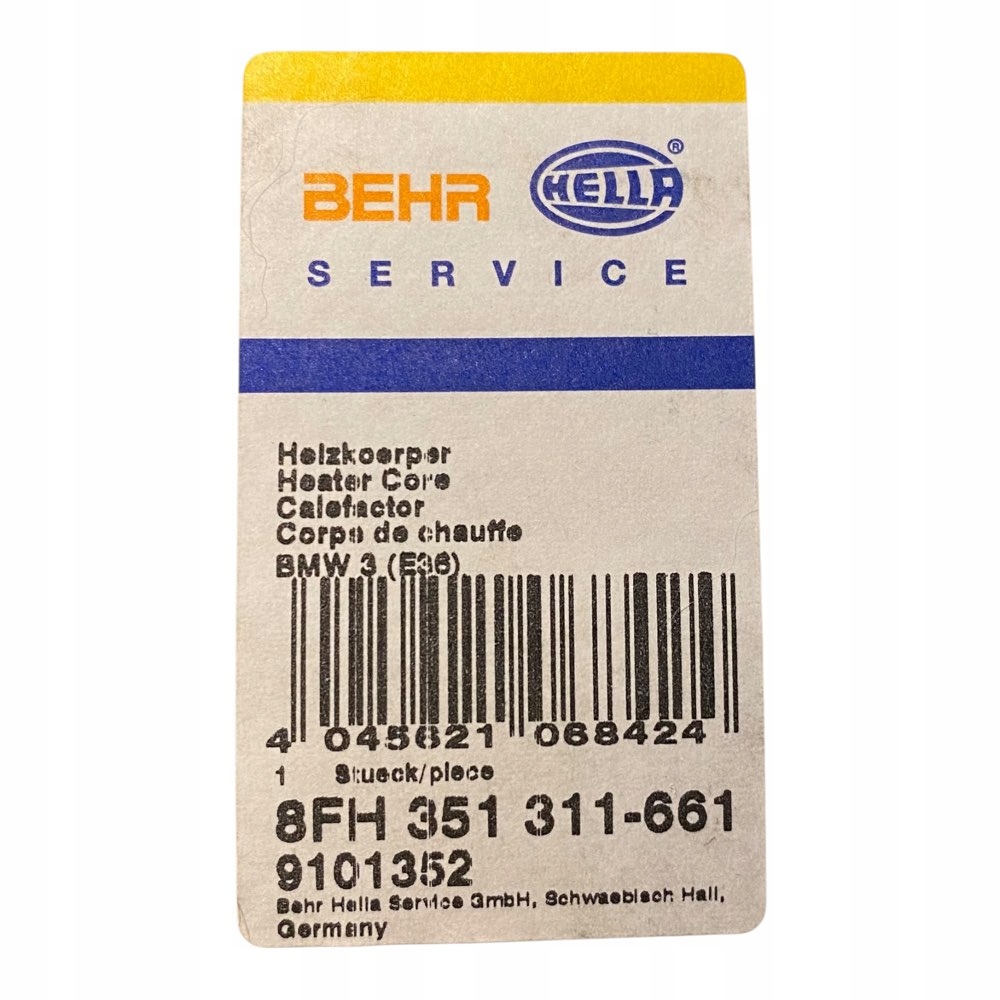 BEHR HELLA®
SERVICE
Heizkoerper
Heater Core
Calefactor
Corps de chauffe
BMW 3 (E36)
4 045621 068424
1 Stueck/piece
8FH 351 311-661
9101352
Behr Hella Service GmbH, Schwaebisch Hall,
Germany